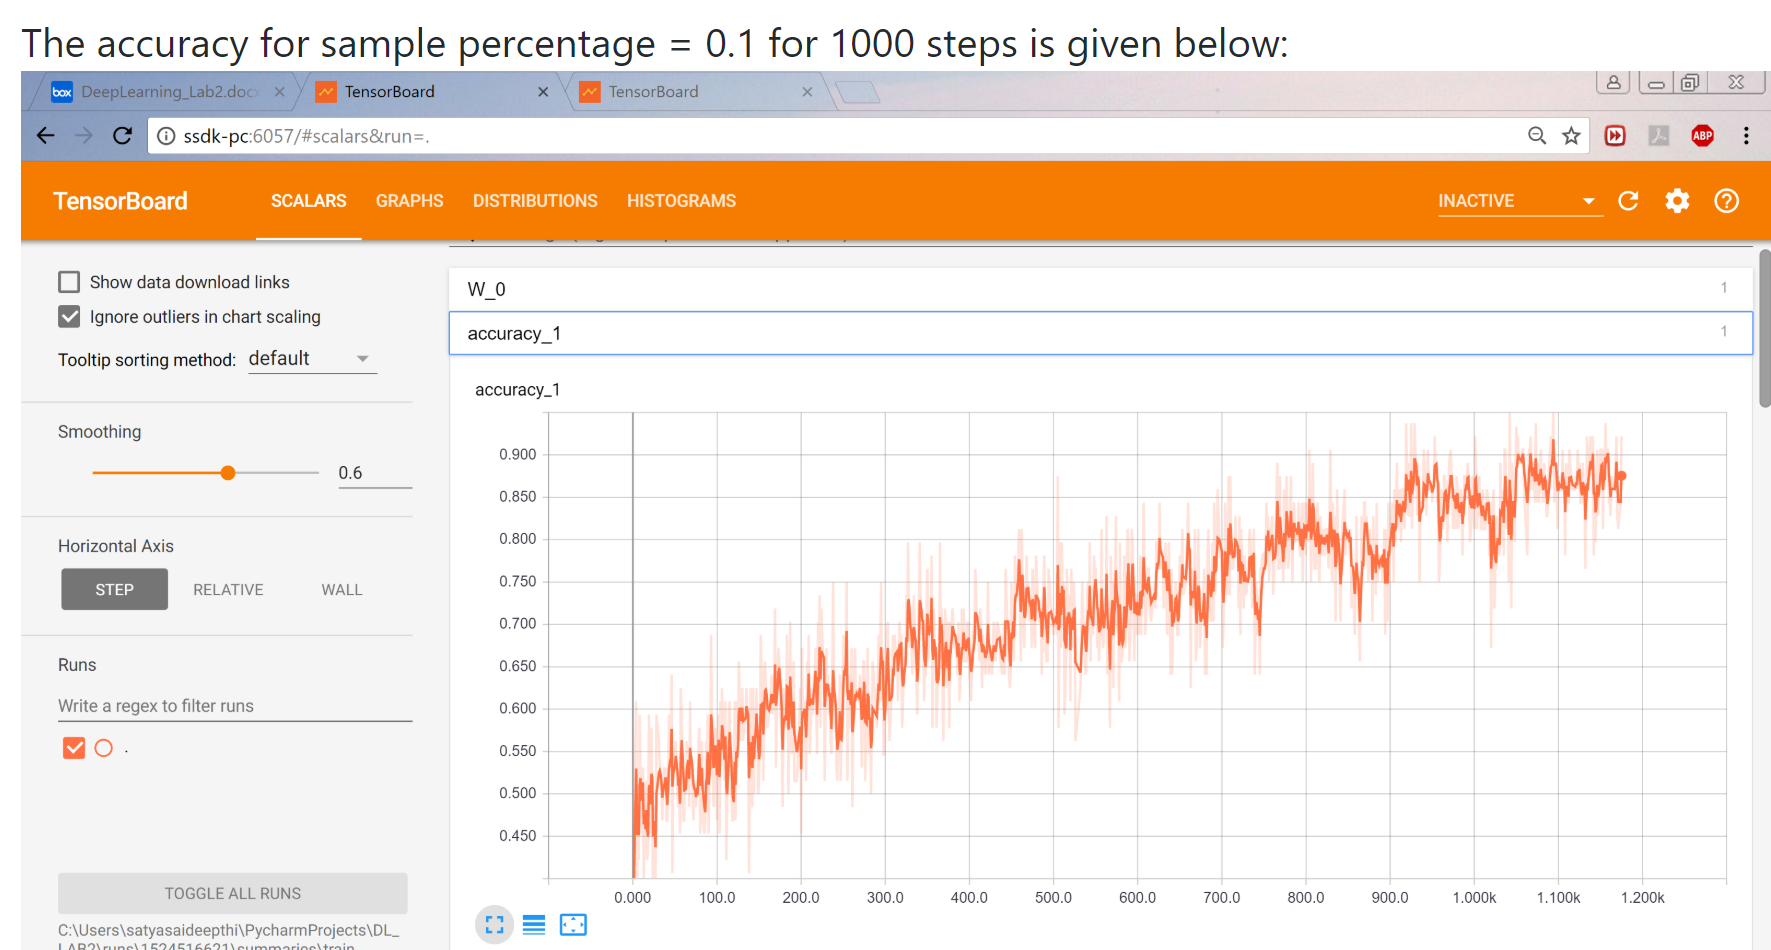 The accuracy for sample percentage = 0.1 for 1000 steps is given below:
box DeepLearning_Lab2.docx TensorBoard TensorBoard
ssdk-pc:6057/#scalars&run=. ABP
TensorBoard SCALARS GRAPHS DISTRIBUTIONS HISTOGRAMS INACTIVE
Show data download links
Ignore outliers in chart scaling
Tooltip sorting method: default
Smoothing
0.6
Horizontal Axis
STEP RELATIVE WALL
Runs
Write a regex to filter runs
.
TOGGLE ALL RUNS
C:\Users\satyasaideepthi\PycharmProjects\DL_
LAB2\runs\1524516621\summaries\train
W_0 1
accuracy_1 1
accuracy_1
0.900
0.850
0.800
0.750
0.700
0.650
0.600
0.550
0.500
0.450
0.000 100.0 200.0 300.0 400.0 500.0 600.0 700.0 800.0 900.0 1.000k 1.100k 1.200k